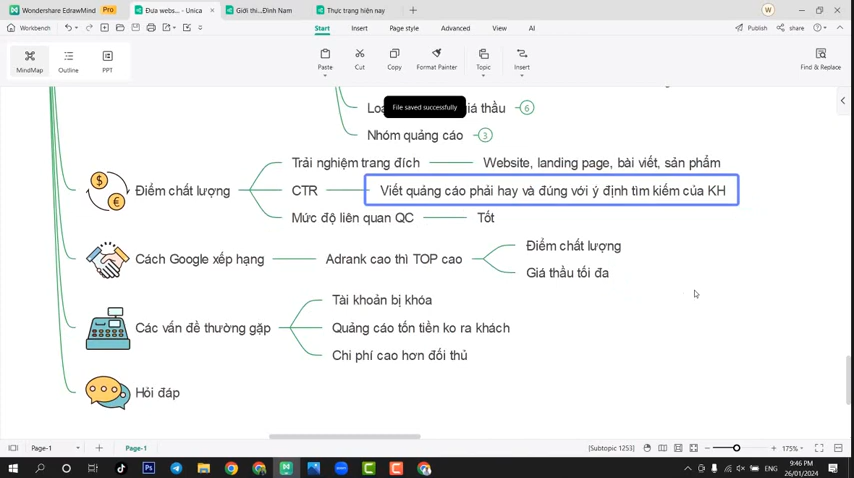 Wondershare EdrawMind Pro
Đưa webs... - Unica
Giới thi...Đình Nam
Thực trạng hiện nay
W
Workbench
Start
Insert
Page style
Advanced
View
AI
Publish
share
MindMap
Outline
PPT
Paste
Cut
Copy
Format Painter
Topic
Insert
Find & Replace
File saved successfully
giá thầu 6
Nhóm quảng cáo 3
Trải nghiệm trang đích
Website, landing page, bài viết, sản phẩm
Điểm chất lượng
CTR
Viết quảng cáo phải hay và đúng với ý định tìm kiếm của KH
Mức độ liên quan QC
Tốt
Cách Google xếp hạng
Adrank cao thì TOP cao
Điểm chất lượng
Giá thầu tối đa
Các vấn đề thường gặp
Tài khoản bị khóa
Quảng cáo tốn tiền ko ra khách
Chi phí cao hơn đối thủ
Hỏi đáp
Page-1
Page-1
[Subtopic 1253]
175%
ENG
9:46 PM
26/01/2024